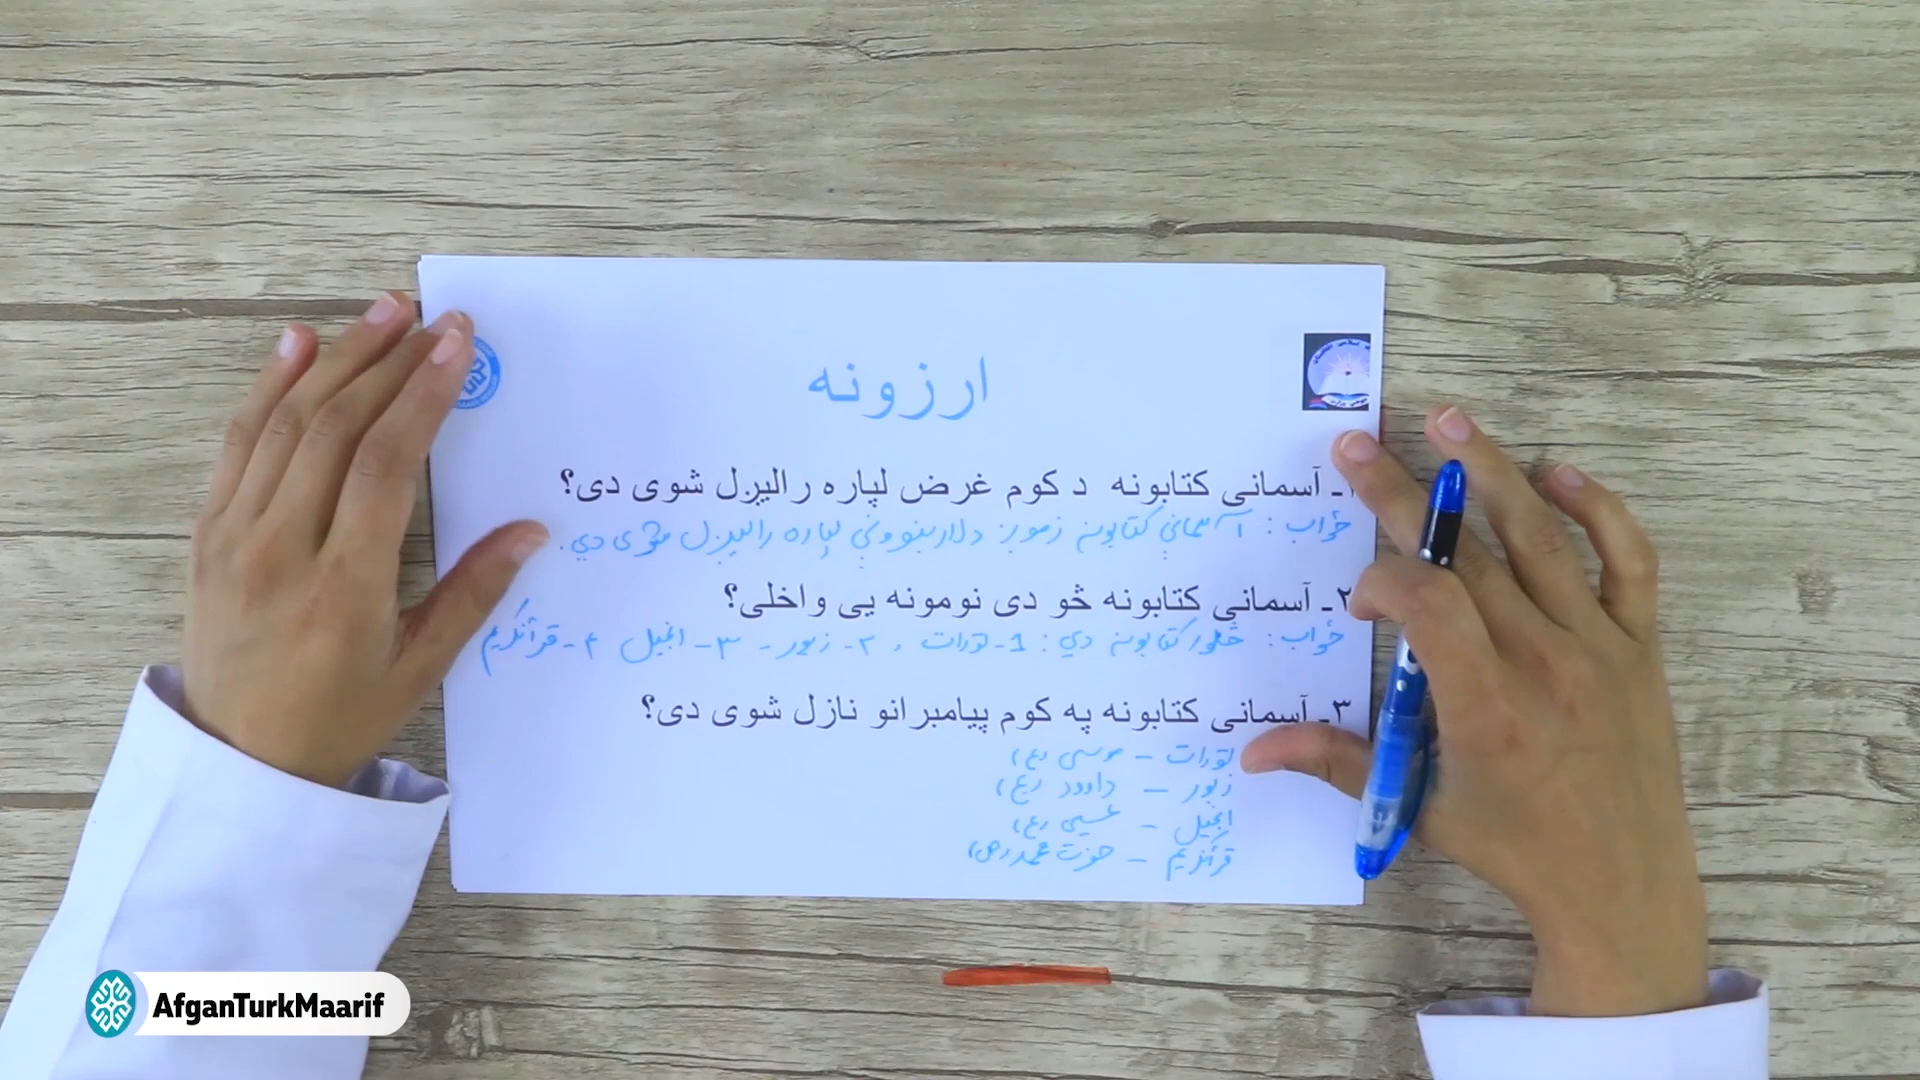 ارزونه
۱ـ آسمانی کتابونه د کوم غرض لپاره رالیږل شوی دی؟
ځواب : آسماني کتابونه زموږ د لارښوونې لپاره رالیږل شوی دي .
۲ـ آسمانی کتابونه څو دی نومونه یی واخلی؟
ځواب : څلور کتابونه دي : 1- تورات ، ۲- زبور - ۳- انجیل ۴- قرآنکریم
۳ـ آسمانی کتابونه په کوم پیامبرانو نازل شوی دی؟
تورات – موسی (ع)
زبور – داوود (ع)
انجیل – عیسی (ع)
قرآنکریم – حضرت محمد (ص)
AfganTurkMaarif